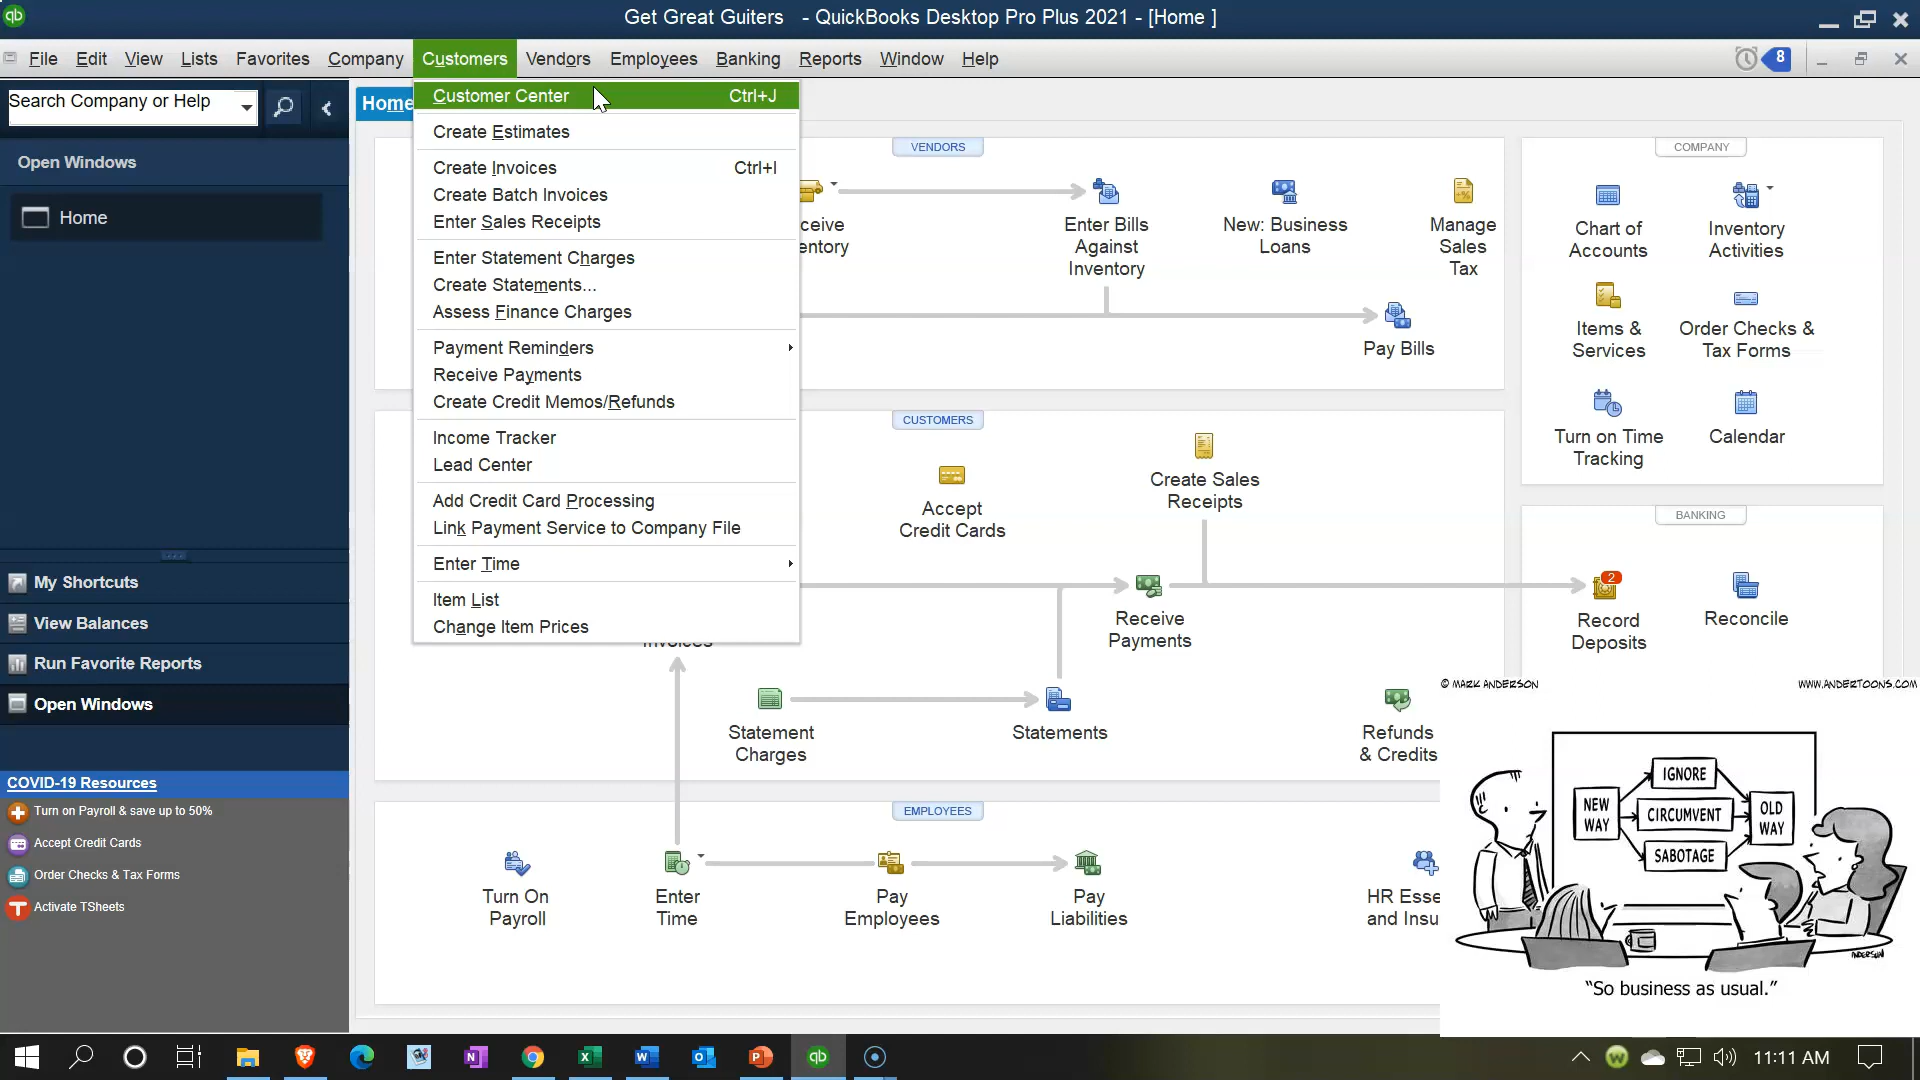 qb
Get Great Guiters - QuickBooks Desktop Pro Plus 2021 - [Home ]
File Edit View Lists Favorites Company Customers Vendors Employees Reports Banking Window Help
8
Search Company or Help
Open Windows
Home
My Shortcuts
View Balances
Run Favorite Reports
Open Windows
COVID-19 Resources
Turn on Payroll & save up to 50%
Accept Credit Cards
Order Checks & Tax Forms
Activate TSheets
Home
Customer Center Ctrl+J
Create Estimates
Create Invoices Ctrl+I
Create Batch Invoices
Enter Sales Receipts
Enter Statement Charges
Create Statements...
Assess Finance Charges
Payment Reminders
Receive Payments
Create Credit Memos/Refunds
Income Tracker
Lead Center
Add Credit Card Processing
Link Payment Service to Company File
Enter Time
Item List
Change Item Prices
VENDORS
ceive
entory
Enter Bills
Against
Inventory
New: Business
Loans
Manage
Sales
Tax
Pay Bills
CUSTOMERS
Accept
Credit Cards
Create Sales
Receipts
Invoices
Receive
Payments
Statement
Charges
Statements
Refunds
& Credits
EMPLOYEES
Turn On
Payroll
Enter
Time
Pay
Employees
Pay
Liabilities
HR Esse
and Insu
COMPANY
Chart of
Accounts
Inventory
Activities
Items &
Services
Order Checks &
Tax Forms
Turn on Time
Tracking
Calendar
BANKING
2
Record
Deposits
Reconcile
© MARK ANDERSON WWW.ANDERTOONS.COM
NEW
WAY
IGNORE
CIRCUMVENT
SABOTAGE
OLD
WAY
ANDERSON
“So business as usual.”
11:11 AM